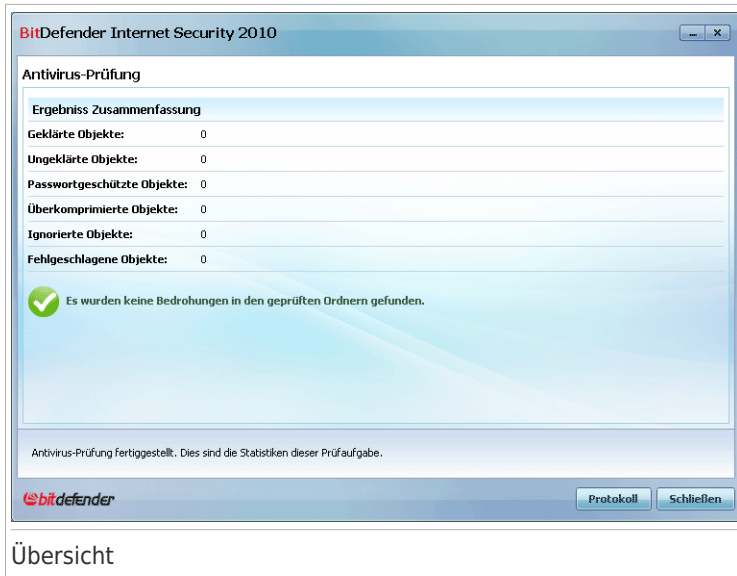 BitDefender Internet Security 2010
Antivirus-Prüfung
Ergebniss Zusammenfassung
Geklärte Objekte: 0
Ungeklärte Objekte: 0
Passwortgeschützte Objekte: 0
Überkomprimierte Objekte: 0
Ignorierte Objekte: 0
Fehlgeschlagene Objekte: 0
Es wurden keine Bedrohungen in den geprüften Ordnern gefunden.
Antivirus-Prüfung fertiggestellt. Dies sind die Statistiken dieser Prüfaufgabe.
bitdefender
Protokoll Schließen
Übersicht